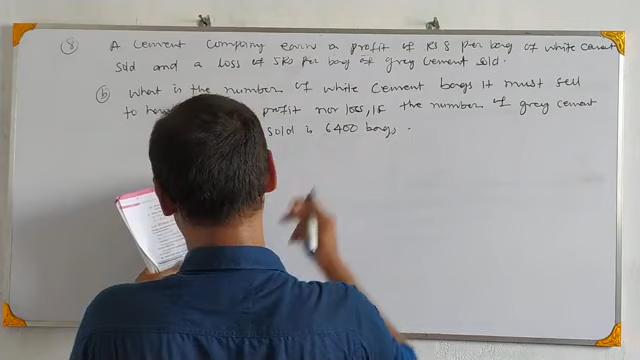 ⑧ A cement company earn a profit of RS 8 per bag of white cement
sold and a loss of 5Rs per bag of grey cement sold.
ⓑ What is the number of white cement bags it must sell
to have profit nor loss, if the number of grey cement
sold is 6400 bags.